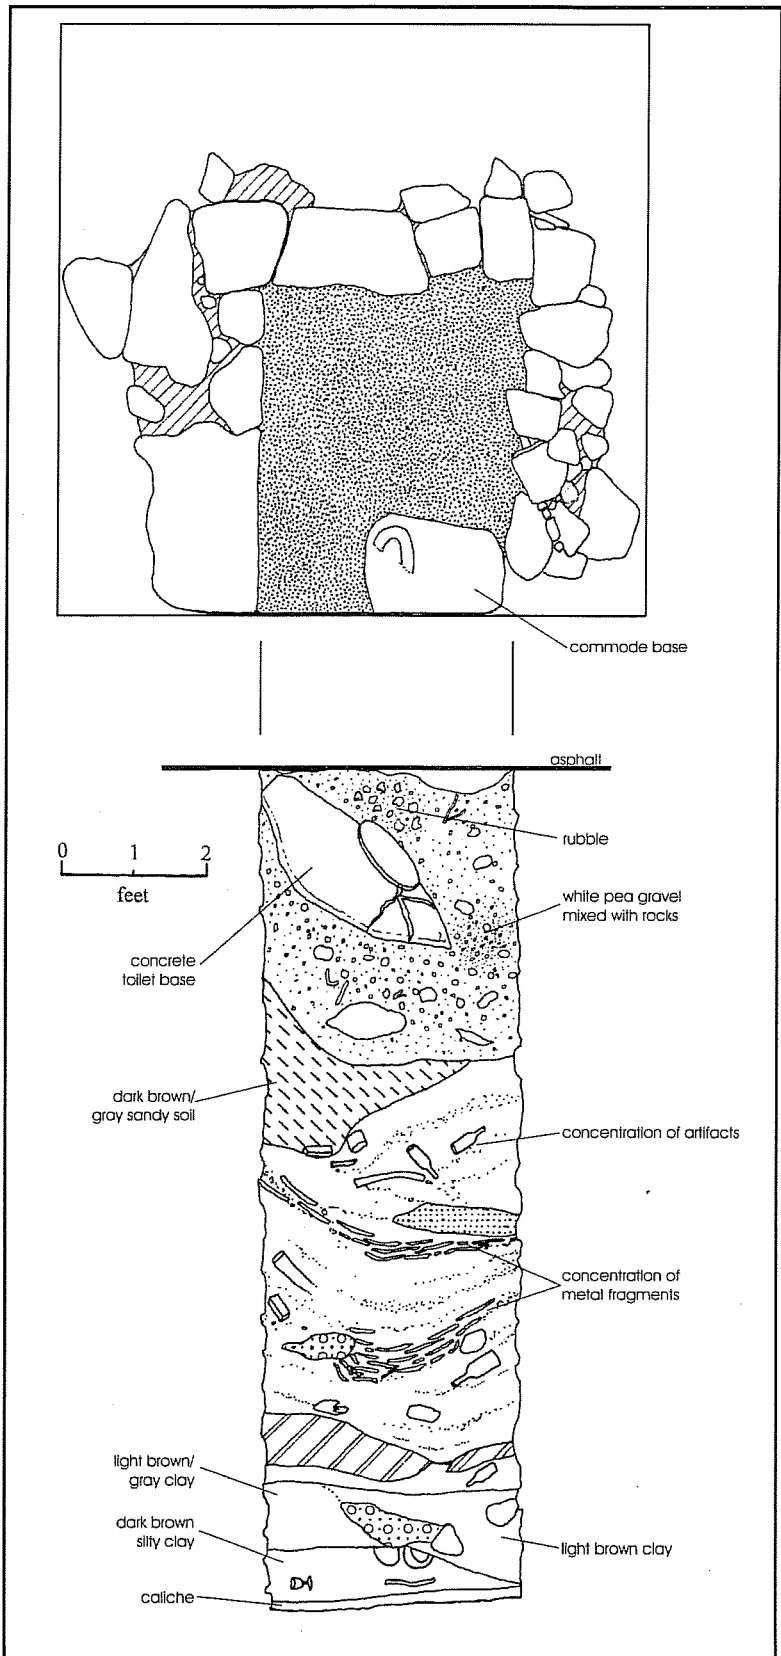 commode base
asphalt
rubble
0 1 2
feet
white pea gravel
mixed with rocks
concrete
toilet base
dark brown/
gray sandy soil
concentration of artifacts
concentration of
metal fragments
light brown/
gray clay
dark brown
silty clay
light brown clay
caliche